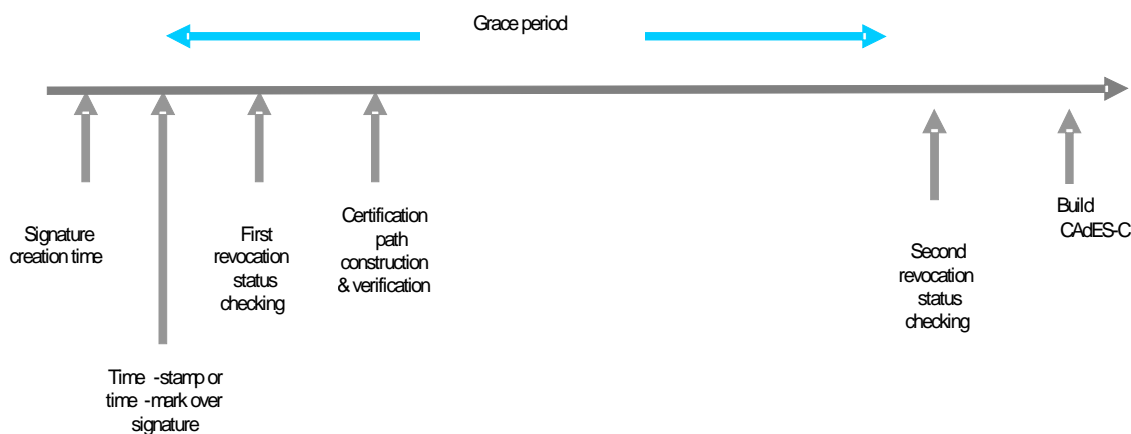 Grace period
Signature
creation time
Time -stamp or
time -mark over
signature
First
revocation
status
checking
Certification
path
construction
& verification
Second
revocation
status
checking
Build
CAdES-C